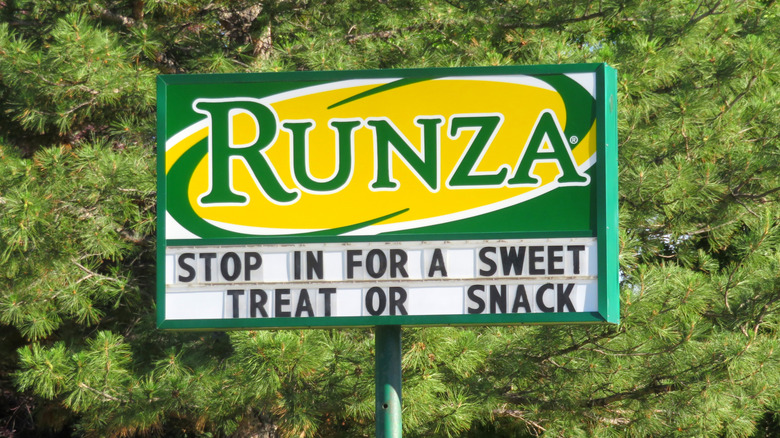 RUNZA®
STOP IN FOR A SWEET
TREAT OR SNACK